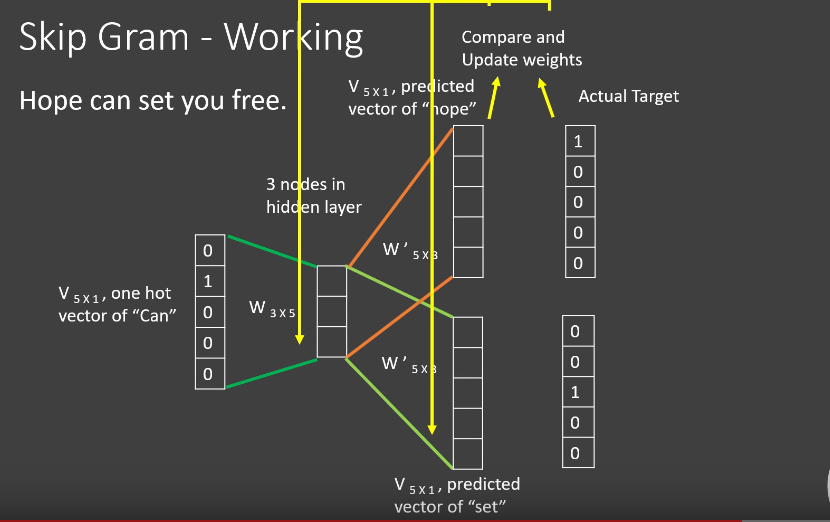 Skip Gram - Working
Compare and
Update weights
Hope can set you free.
V 5 X 1, predicted
vector of “hope”
Actual Target
1
0
0
0
0
3 nodes in
hidden layer
W’ 5 X 3
0
1
0
0
0
V 5 X 1, one hot
vector of “Can”
W 3 X 5
W’ 5 X 3
0
0
1
0
0
V 5 X 1, predicted
vector of “set”